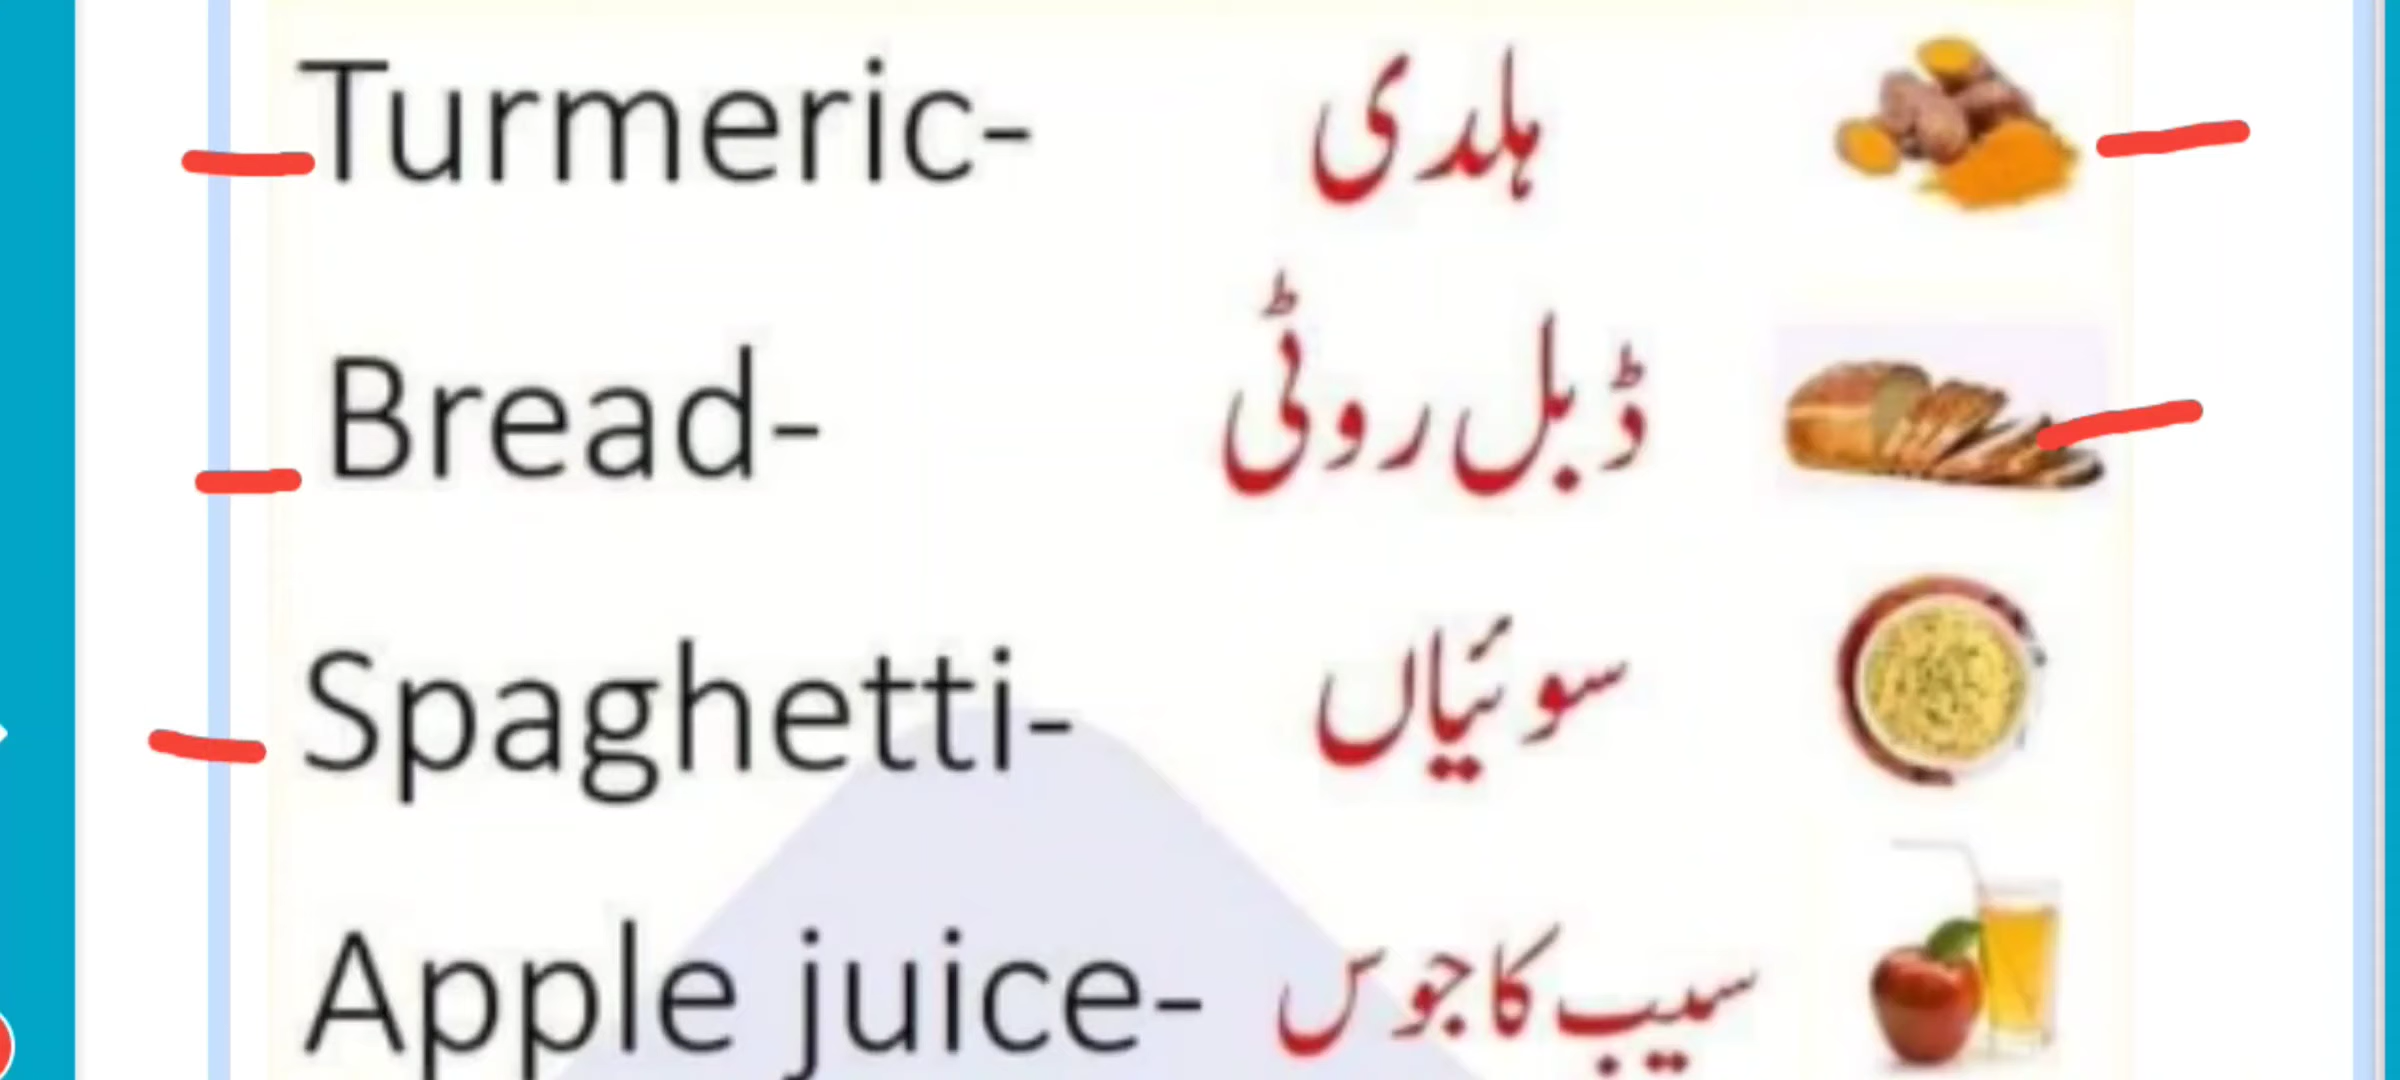 Turmeric- ہلدی
Bread- ڈبل روٹی
Spaghetti- سوئیاں
Apple juice- سیب کا جوس